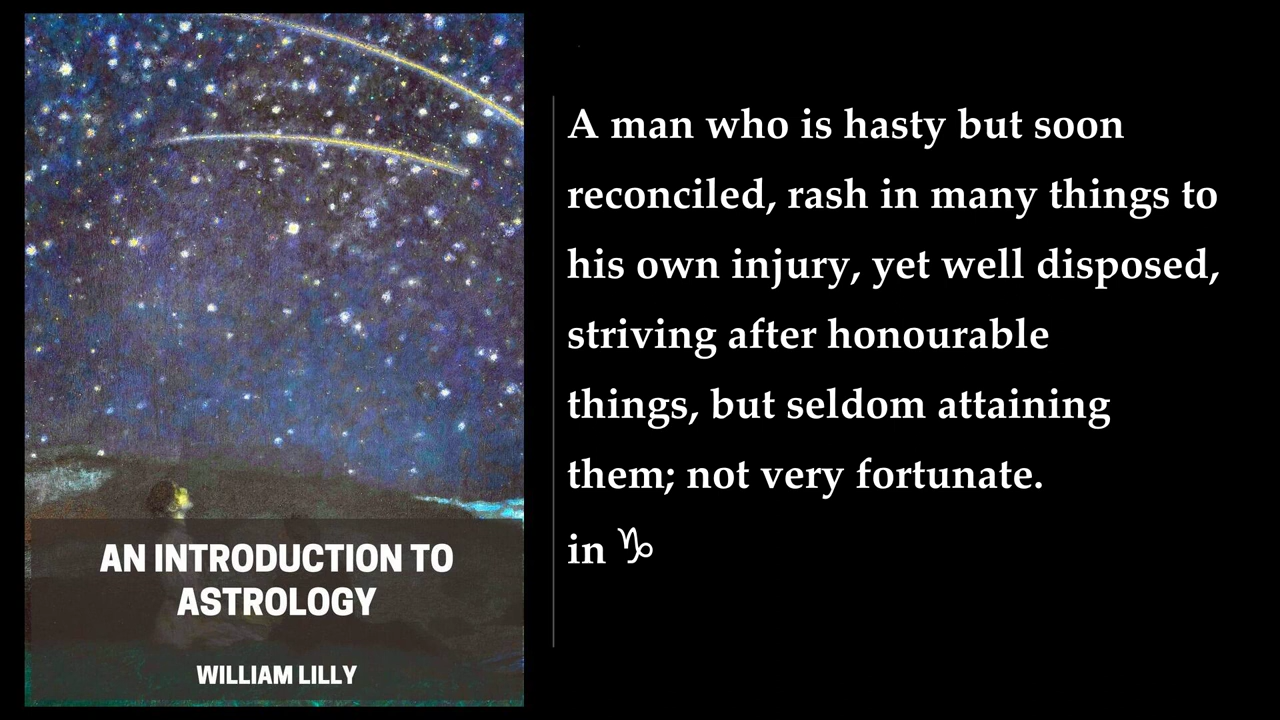 AN INTRODUCTION TO
ASTROLOGY
WILLIAM LILLY
A man who is hasty but soon
reconciled, rash in many things to
his own injury, yet well disposed,
striving after honourable
things, but seldom attaining
them; not very fortunate.
in ♑